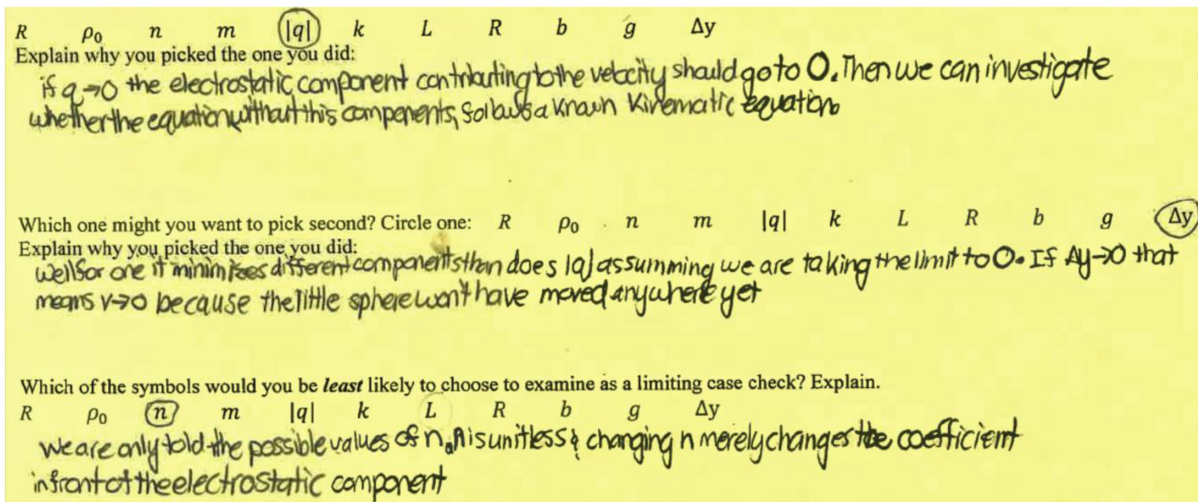 R ρ₀ n m |q| k L R b g Δy
Explain why you picked the one you did:
if q→0 the electrostatic component contributing to the velocity should go to 0. Then we can investigate
whether the equation, without this components, follows a known kinematic equation.
Which one might you want to pick second? Circle one: R ρ₀ n m |q| k L R b g Δy
Explain why you picked the one you did:
well for one it minimizes different components than does |q| assumming we are taking the limit to 0. If Δy→0 that
means v→0 because the little sphere won't have moved anywhere yet
Which of the symbols would you be least likely to choose to examine as a limiting case check? Explain.
R ρ₀ n m |q| k L R b g Δy
we are only told the possible values of n. n is unitless & changing n merely changes the coefficient
in front of the electrostatic component